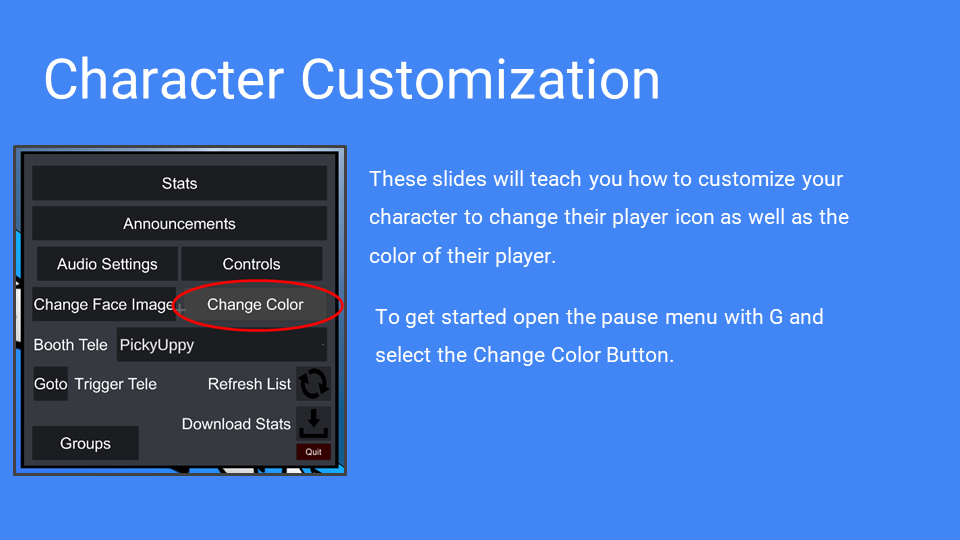 Character Customization
Stats
Announcements
Audio Settings Controls
Change Face Image Change Color
Booth Tele PickyUppy
Goto Trigger Tele Refresh List
Download Stats
Groups
Quit
These slides will teach you how to customize your
character to change their player icon as well as the
color of their player.
To get started open the pause menu with G and
select the Change Color Button.